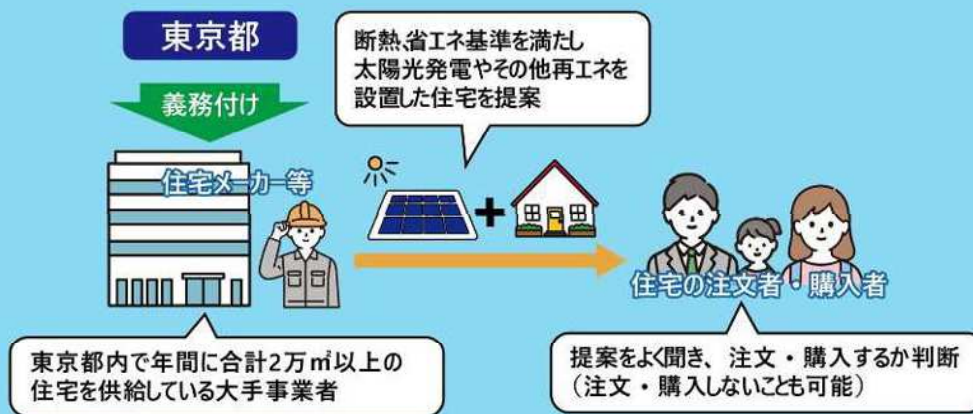 東京都
義務付け
断熱、省エネ基準を満たし
太陽光発電やその他再エネを
設置した住宅を提案
住宅メーカー等
住宅の注文者・購入者
東京都内で年間に合計2万㎡以上の
住宅を供給している大手事業者
提案をよく聞き、注文・購入するか判断
（注文・購入しないことも可能）